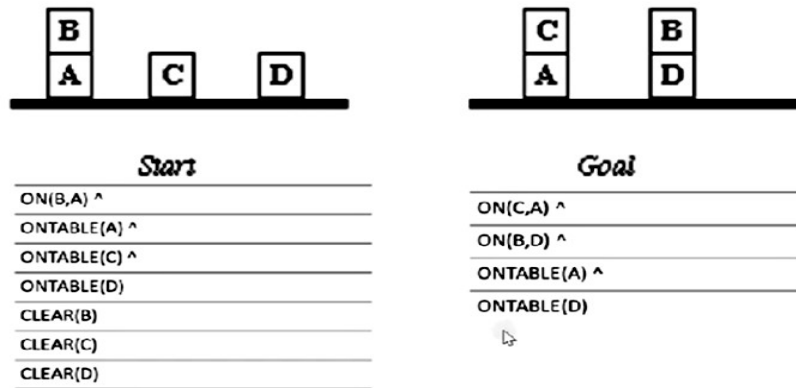 B
A
C
D
C
A
B
D
Start
ON(B,A) ^
ONTABLE(A) ^
ONTABLE(C) ^
ONTABLE(D)
CLEAR(B)
CLEAR(C)
CLEAR(D)
Goal
ON(C,A) ^
ON(B,D) ^
ONTABLE(A) ^
ONTABLE(D)